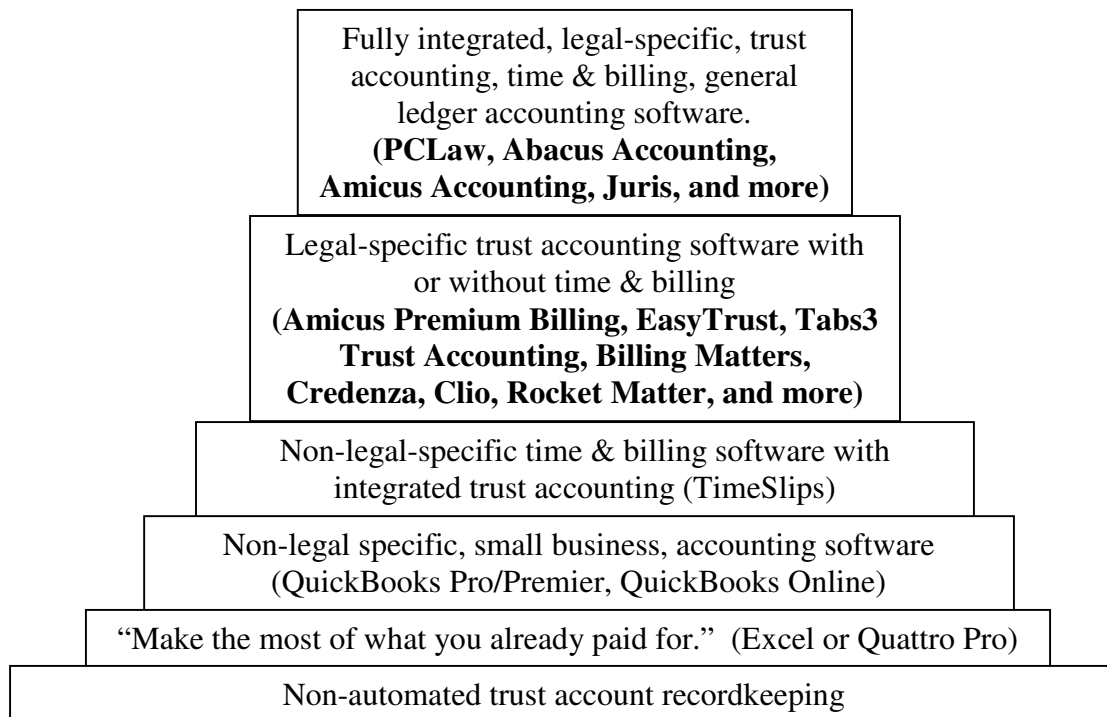 Fully integrated, legal-specific, trust
accounting, time & billing, general
ledger accounting software.
(PCLaw, Abacus Accounting,
Amicus Accounting, Juris, and more)
Legal-specific trust accounting software with
or without time & billing
(Amicus Premium Billing, EasyTrust, Tabs3
Trust Accounting, Billing Matters,
Credenza, Clio, Rocket Matter, and more)
Non-legal-specific time & billing software with
integrated trust accounting (TimeSlips)
Non-legal specific, small business, accounting software
(QuickBooks Pro/Premier, QuickBooks Online)
“Make the most of what you already paid for.” (Excel or Quattro Pro)
Non-automated trust account recordkeeping